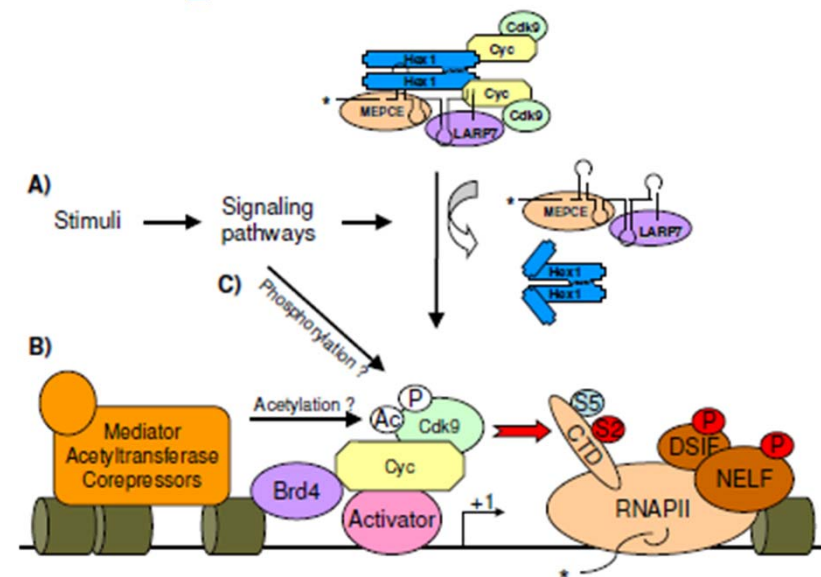 Cdk9
Cyc
Hex1
Hex1
Cyc
*
MEPCE
Cdk9
LARP7
A)
Stimuli
Signaling
pathways
*
MEPCE
LARP7
Hex1
Hex1
C)
Phosphorylation ?
B)
Mediator
Acetyltransferase
Corepressors
Acetylation ?
P
Ac
Cdk9
Cyc
Brd4
Activator
+1
S5
S2
CTD
P
DSIF
P
NELF
RNAPII
*